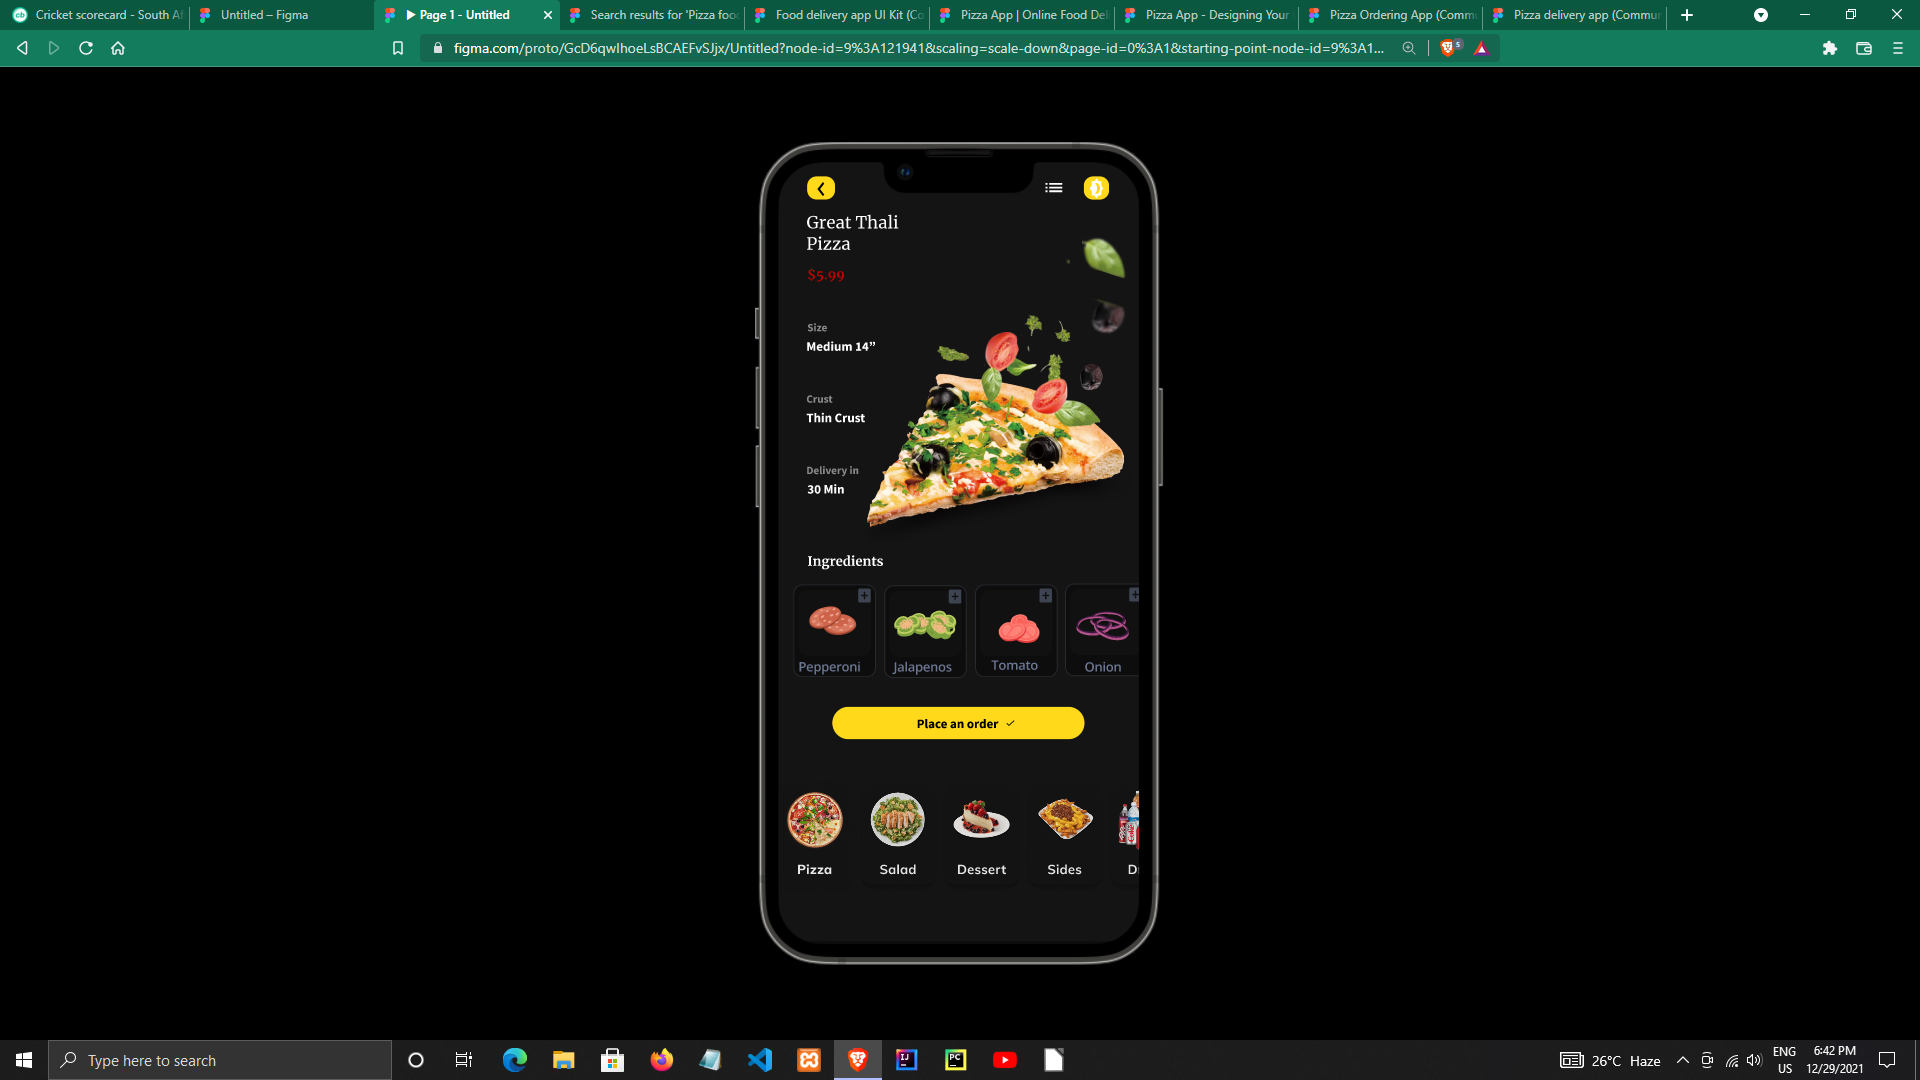 Cricket scorecard - South Af
Untitled – Figma
▶ Page 1 - Untitled
Search results for 'Pizza foo
Food delivery app UI Kit (Co
Pizza App | Online Food Del
Pizza App - Designing Your
Pizza Ordering App (Comm
Pizza delivery app (Commun
figma.com/proto/GcD6qwIhoeLsBCAEFvSJjx/Untitled?node-id=9%3A121941&scaling=scale-down&page-id=0%3A1&starting-point-node-id=9%3A1...
5
Great Thali
Pizza
$5.99
Size
Medium 14”
Crust
Thin Crust
Delivery in
30 Min
Ingredients
Pepperoni
Jalapenos
Tomato
Onion
Place an order
Pizza
Salad
Dessert
Sides
D
Type here to search
26°C Haze
ENG
US
6:42 PM
12/29/2021